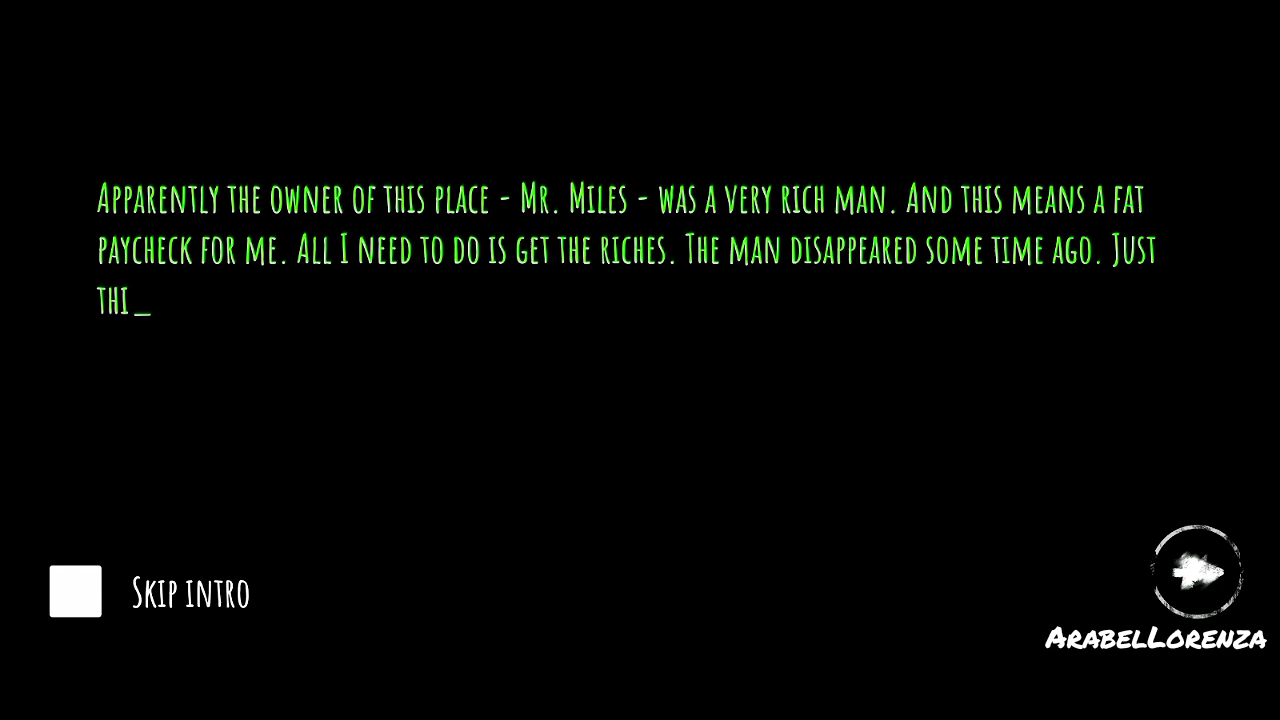 Apparently the owner of this place - Mr. Miles - was a very rich man. And this means a fat
paycheck for me. All I need to do is get the riches. The man disappeared some time ago. Just
thi_
Skip intro
ArabelLorenza